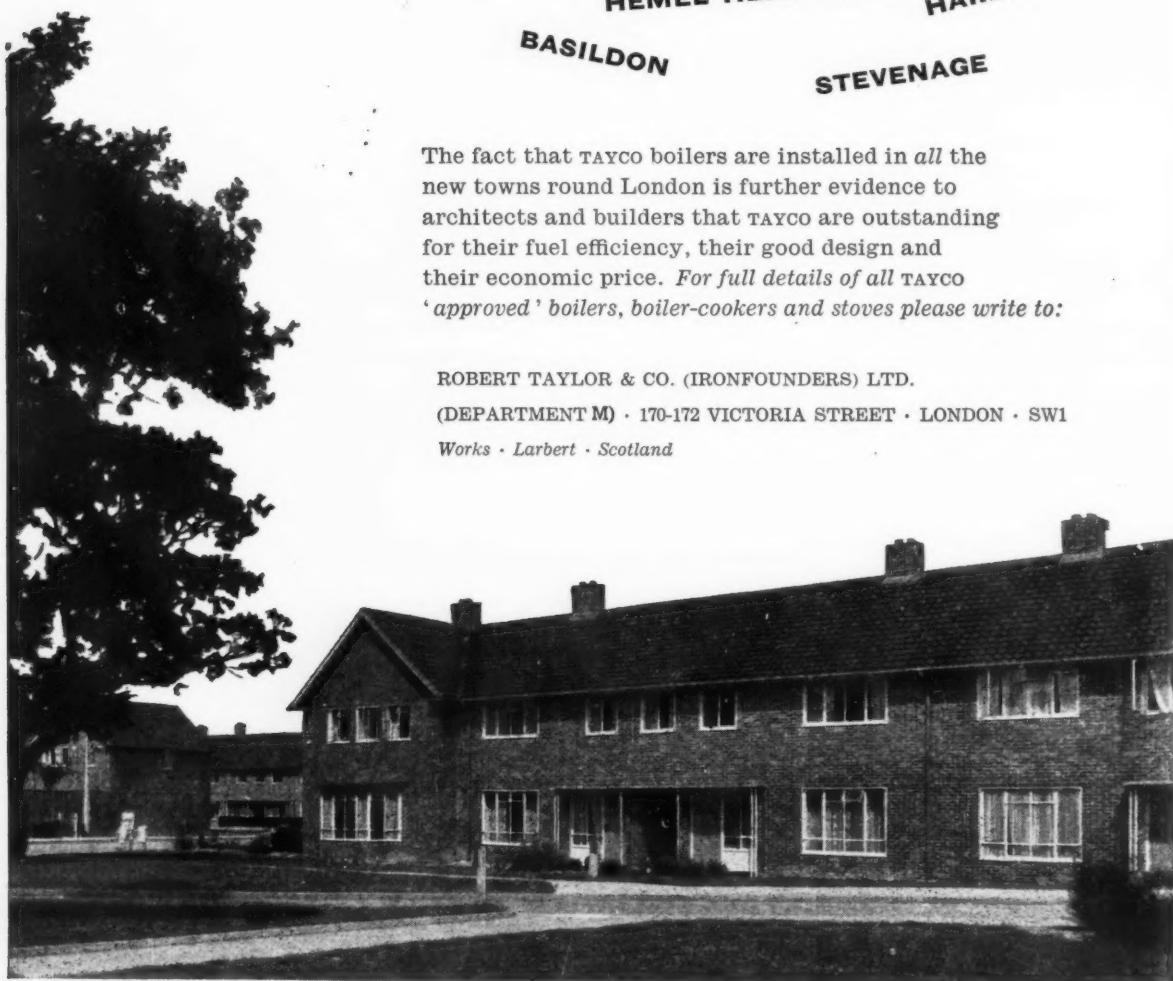 BASILDON
STEVENAGE
The fact that TAYCO boilers are installed in all the
new towns round London is further evidence to
architects and builders that TAYCO are outstanding
for their fuel efficiency, their good design and
their economic price. For full details of all TAYCO
‘approved’ boilers, boiler-cookers and stoves please write to:
ROBERT TAYLOR & CO. (IRONFOUNDERS) LTD.
(DEPARTMENT M) · 170-172 VICTORIA STREET · LONDON · SW1
Works · Larbert · Scotland